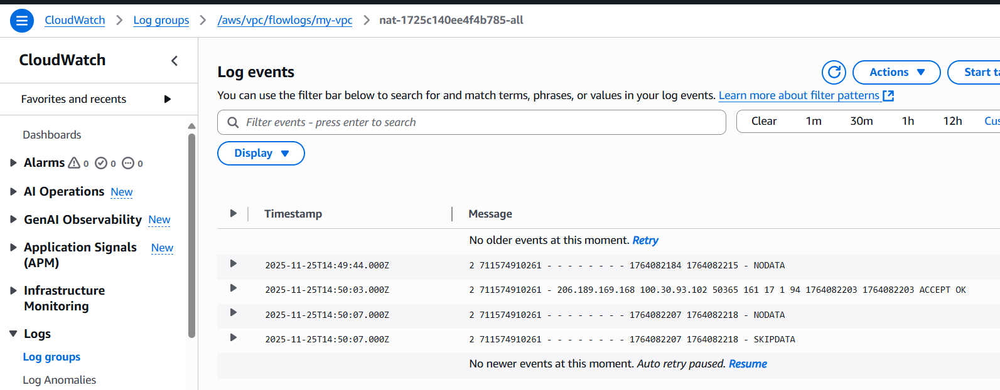 CloudWatch > Log groups > /aws/vpc/flowlogs/my-vpc > nat-1725c140ee4f4b785-all
CloudWatch
Favorites and recents
Dashboards
Alarms 0 0 0
AI Operations New
GenAI Observability New
Application Signals New
(APM)
Infrastructure
Monitoring
Logs
Log groups
Log Anomalies
Log events
Actions
Start ta
You can use the filter bar below to search for and match terms, phrases, or values in your log events. Learn more about filter patterns
Filter events - press enter to search
Clear 1m 30m 1h 12h Cus
Display
Timestamp Message
No older events at this moment. Retry
2025-11-25T14:49:44.000Z 2 711574910261 - - - - - - - - 1764082184 1764082215 - NODATA
2025-11-25T14:50:03.000Z 2 711574910261 - 206.189.169.168 100.30.93.102 50365 161 17 1 94 1764082203 1764082203 ACCEPT OK
2025-11-25T14:50:07.000Z 2 711574910261 - - - - - - - - 1764082207 1764082218 - NODATA
2025-11-25T14:50:07.000Z 2 711574910261 - - - - - - - - 1764082207 1764082218 - SKIPDATA
No newer events at this moment. Auto retry paused. Resume